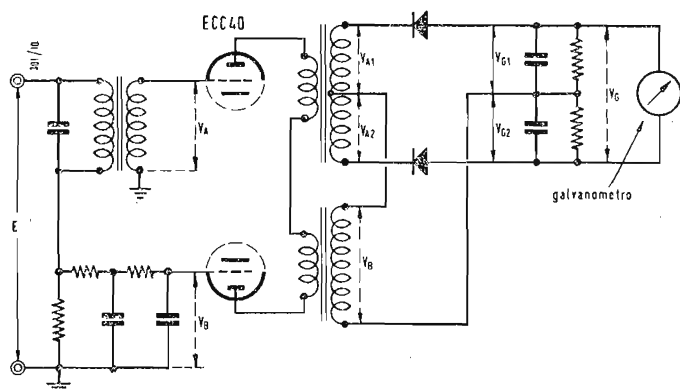 ECC40
201/10
E
VA
VB
VA1
VA2
VB
VG1
VG2
VG
galvanometro